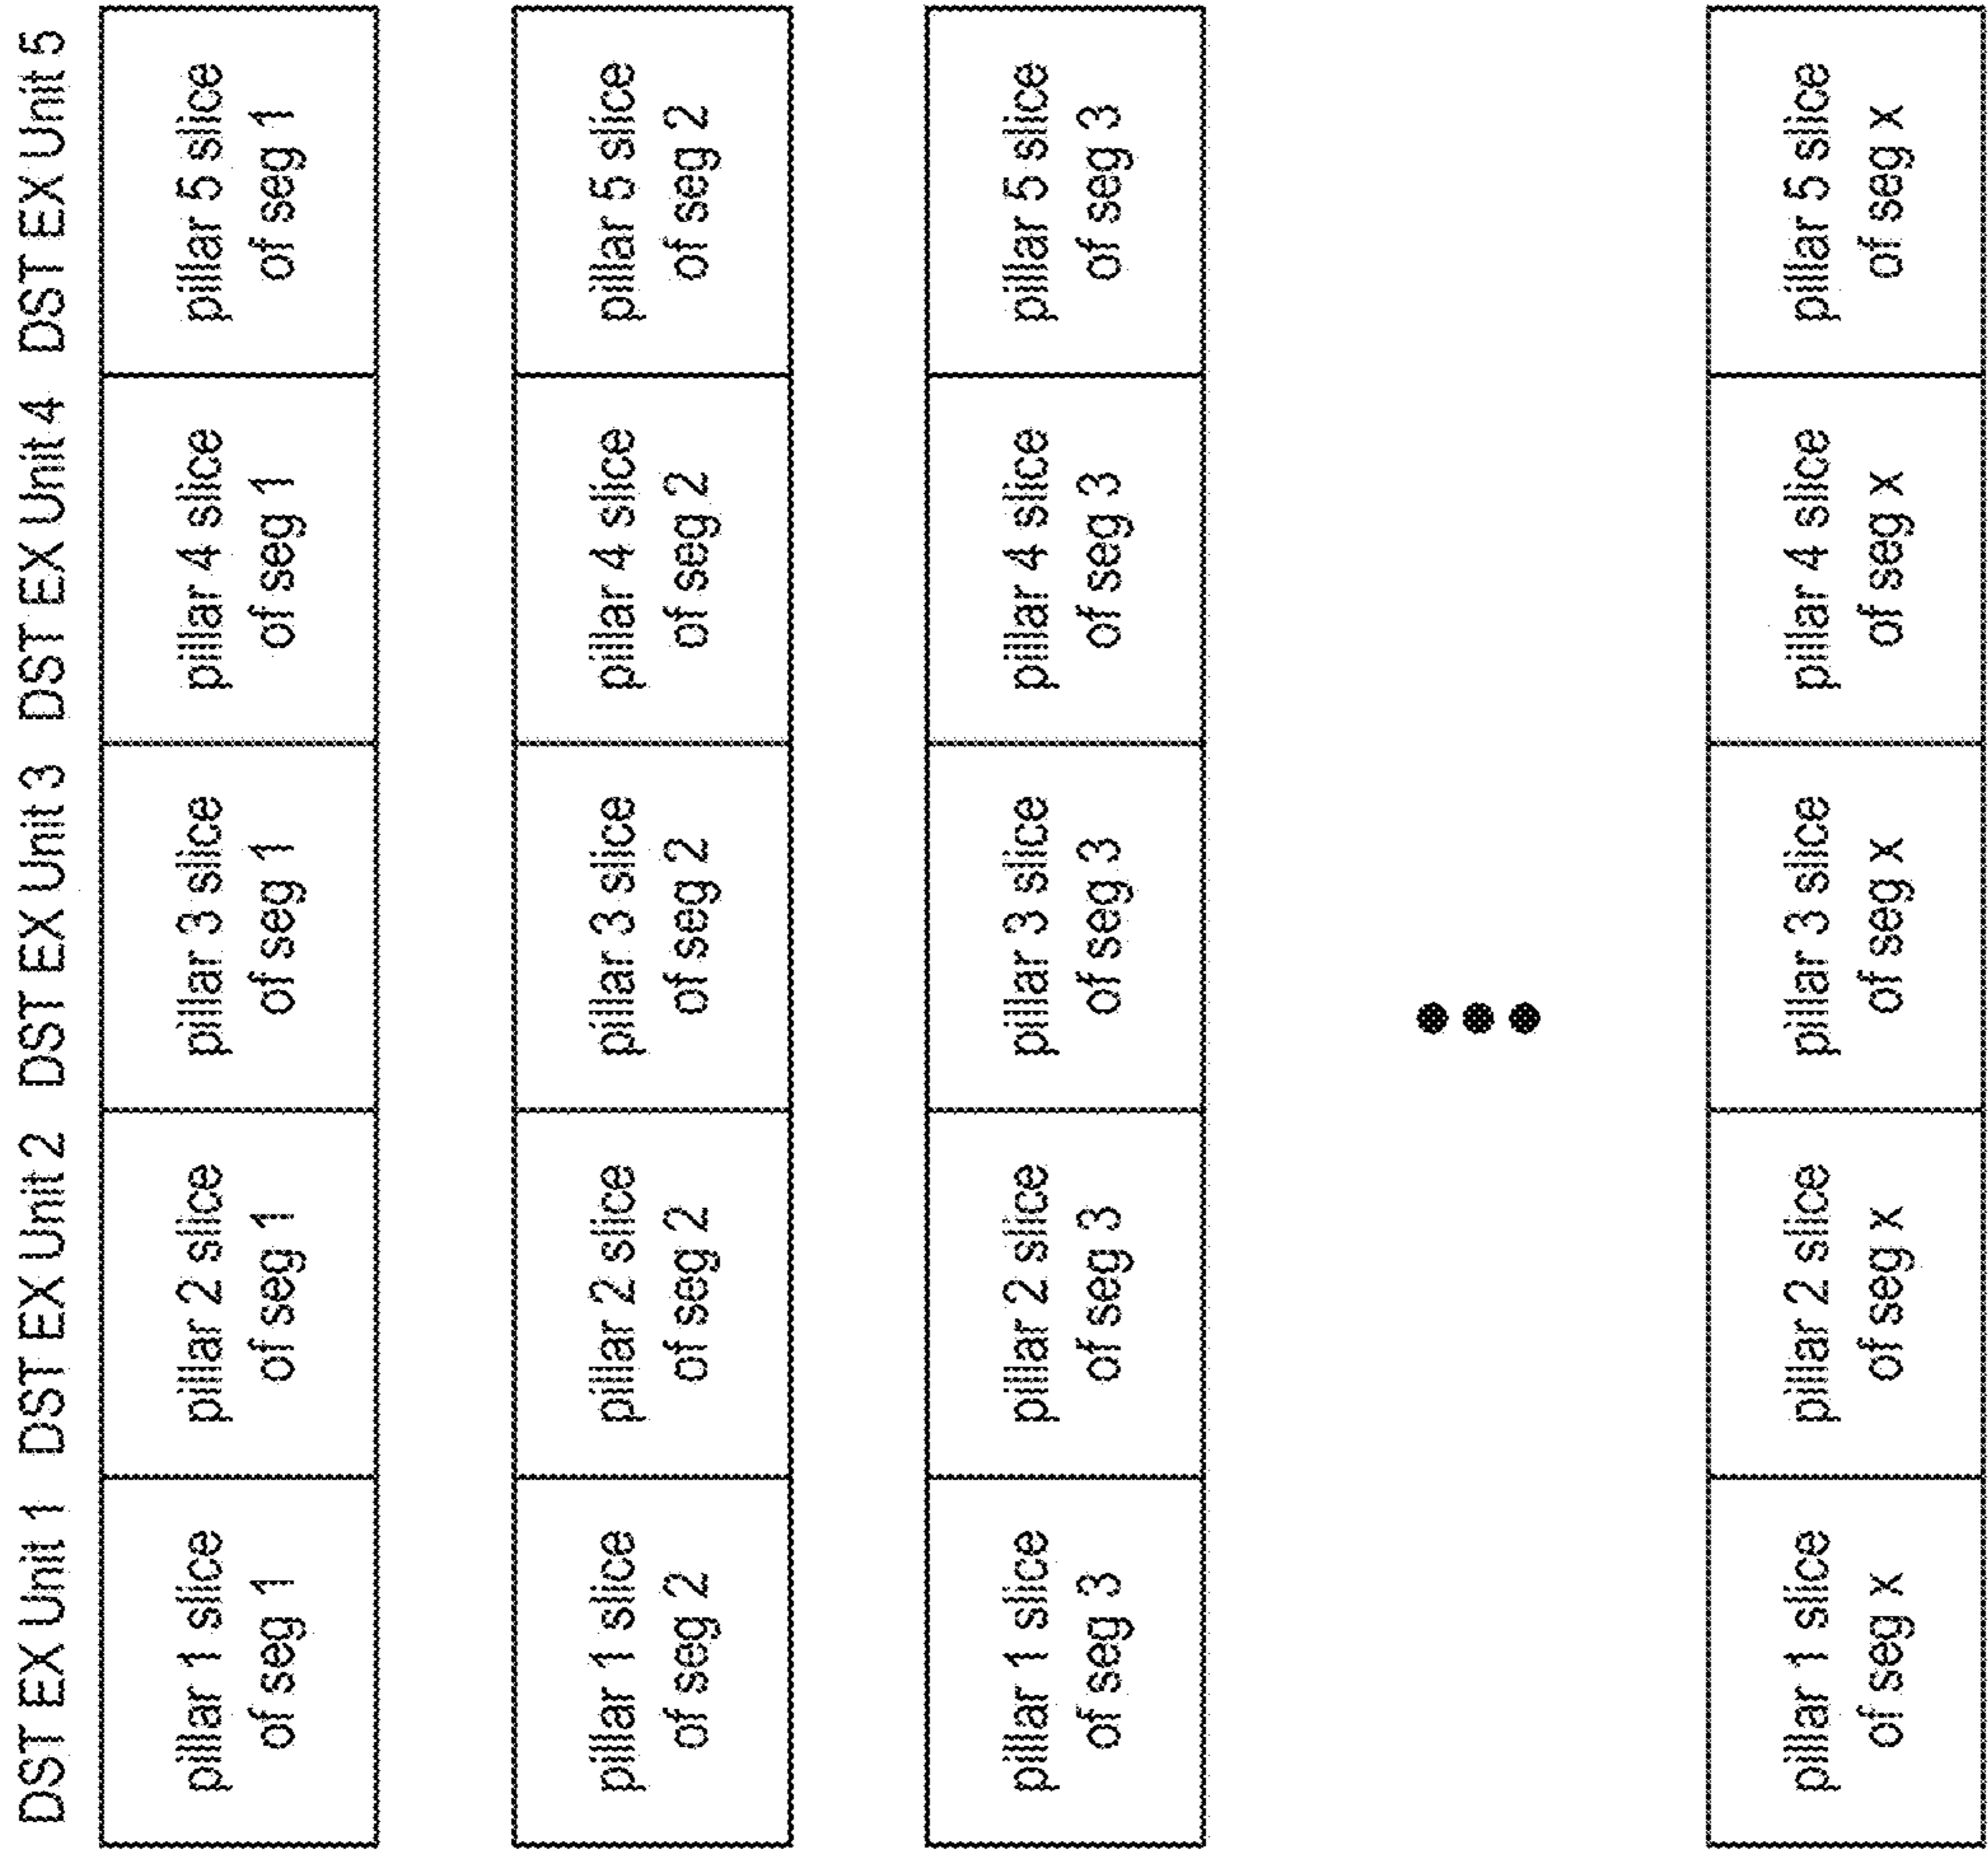 DST EX Unit 1 DST EX Unit 2 DST EX Unit 3 DST EX Unit 4 DST EX Unit 5
pillar 1 slice
of seg 1
pillar 2 slice
of seg 1
pillar 3 slice
of seg 1
pillar 4 slice
of seg 1
pillar 5 slice
of seg 1
pillar 1 slice
of seg 2
pillar 2 slice
of seg 2
pillar 3 slice
of seg 2
pillar 4 slice
of seg 2
pillar 5 slice
of seg 2
pillar 1 slice
of seg 3
pillar 2 slice
of seg 3
pillar 3 slice
of seg 3
pillar 4 slice
of seg 3
pillar 5 slice
of seg 3
pillar 1 slice
of seg x
pillar 2 slice
of seg x
pillar 3 slice
of seg x
pillar 4 slice
of seg x
pillar 5 slice
of seg x